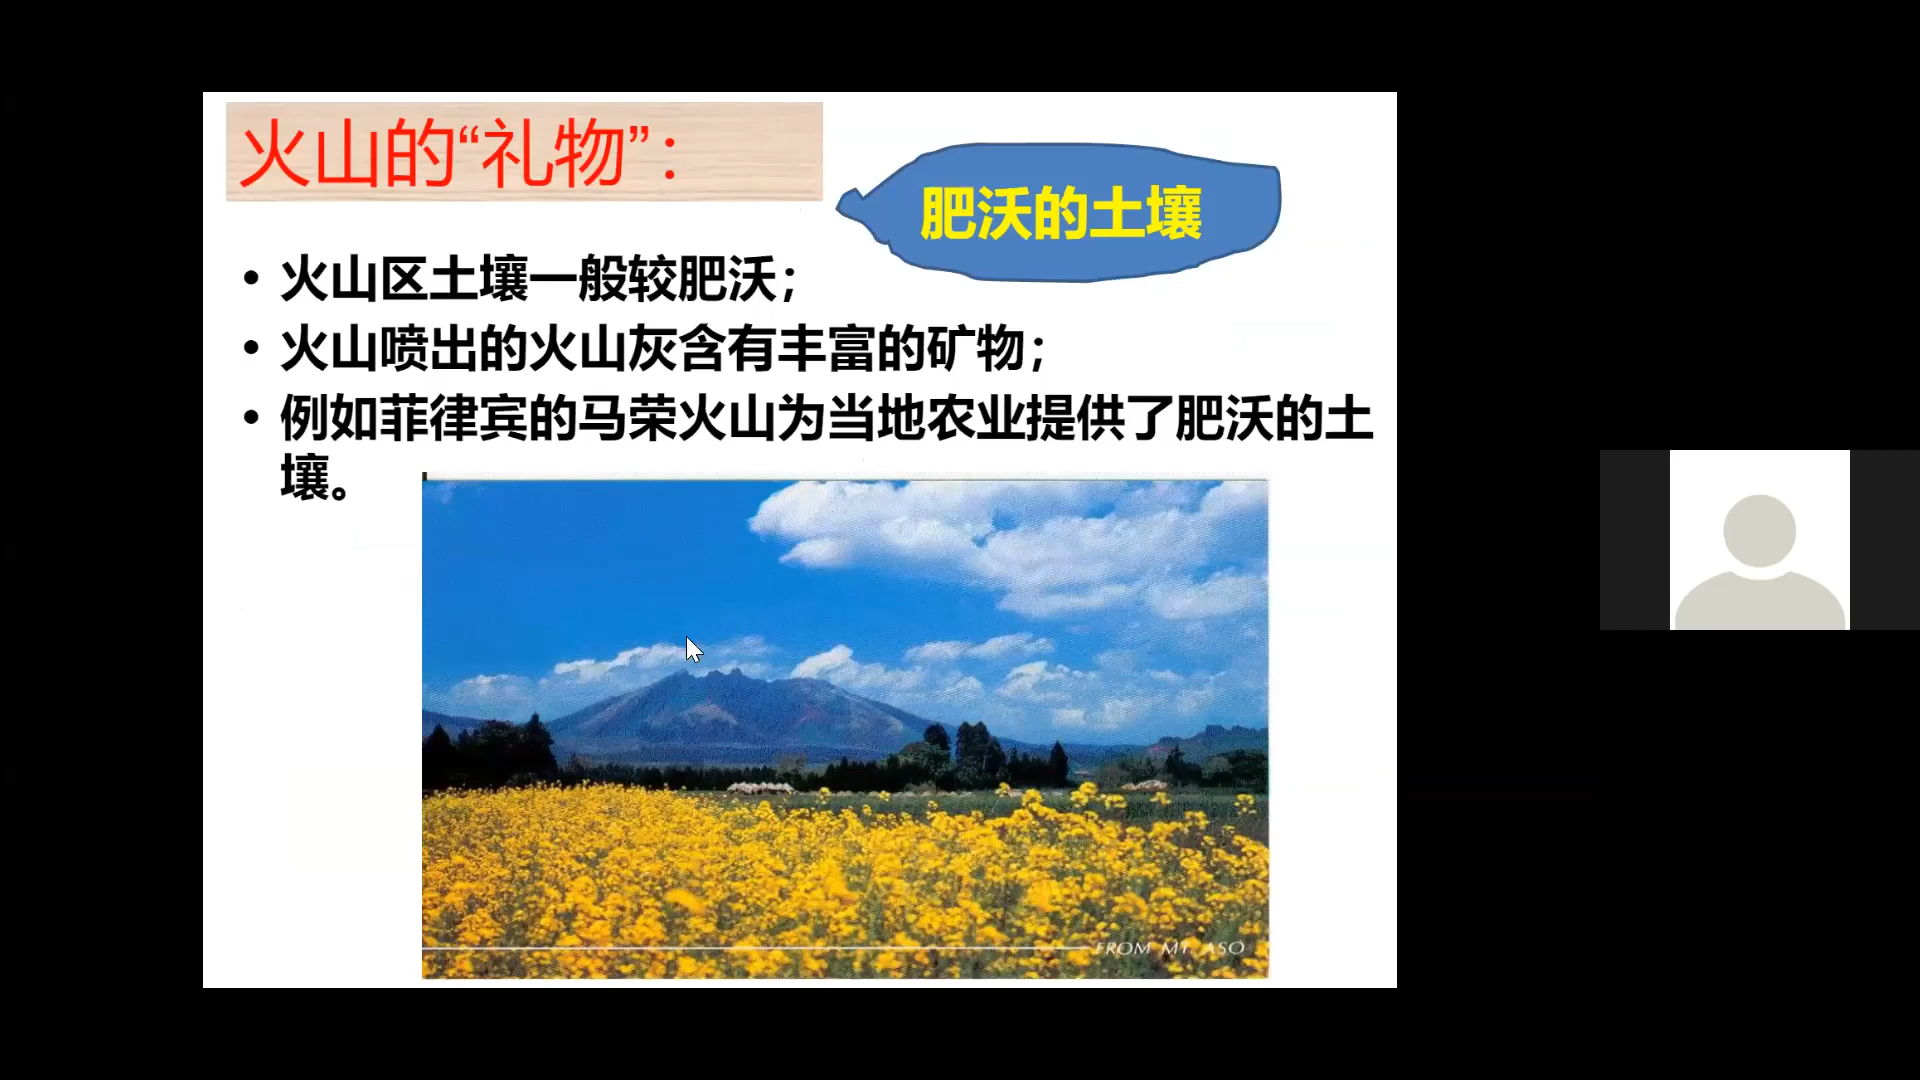 火山的“礼物”：
肥沃的土壤
• 火山区土壤一般较肥沃；
• 火山喷出的火山灰含有丰富的矿物；
• 例如菲律宾的马荣火山为当地农业提供了肥沃的土
壤。
FROM MT. ASO